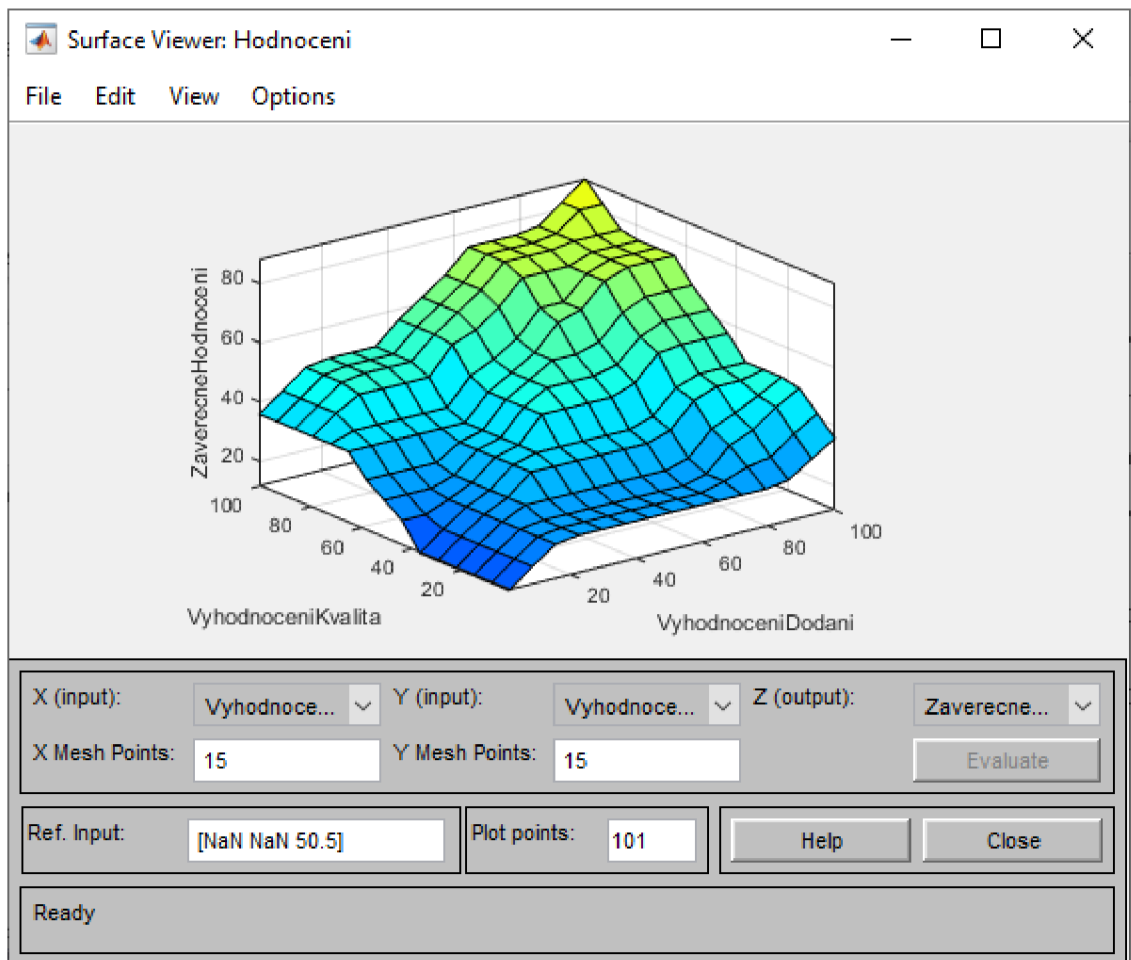 Surface Viewer: Hodnoceni
File Edit View Options
ZaverecneHodnoceni
80
60
40
20
100
80
60
40
20
VyhodnoceniKvalita
20
40
60
80
100
VyhodnoceniDodani
X (input): Vyhodnoce... Y (input): Vyhodnoce... Z (output): Zaverecne...
X Mesh Points: 15 Y Mesh Points: 15 Evaluate
Ref. Input: [NaN NaN 50.5] Plot points: 101 Help Close
Ready